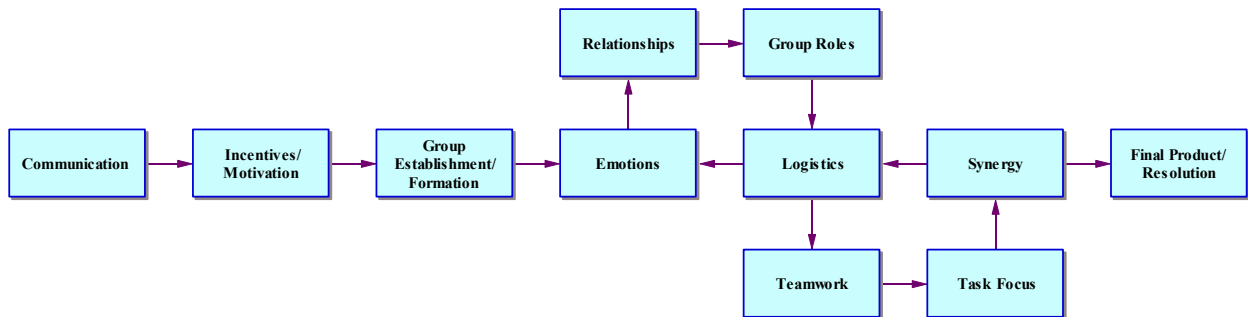 Relationships
Group Roles
Communication
Incentives/
Motivation
Group
Establishment/
Formation
Emotions
Logistics
Synergy
Final Product/
Resolution
Teamwork
Task Focus